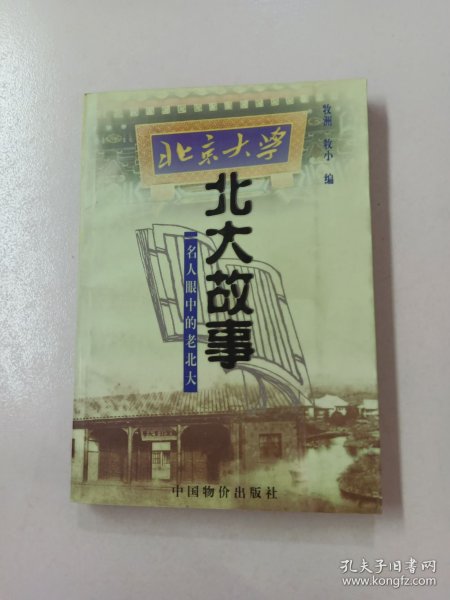 北京大学
牧洲 牧小 编
北大故事
—名人眼中的老北大
中国物价出版社
孔夫子旧书网
www.kongfz.com